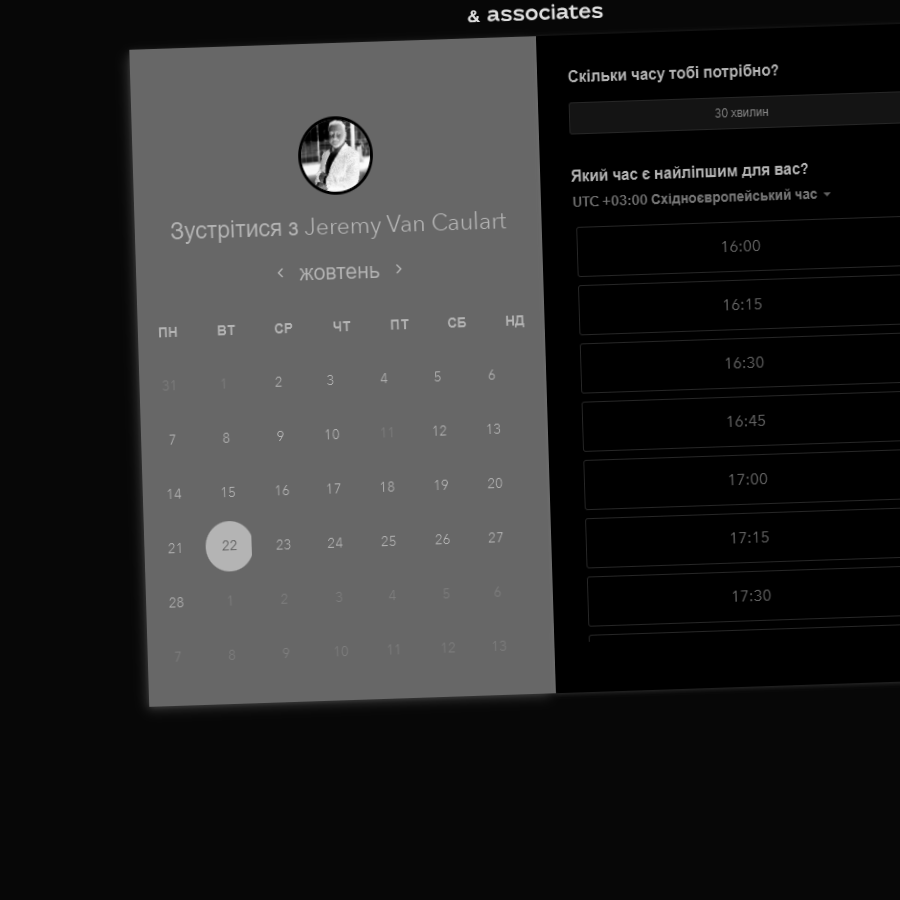 & associates
Зустрітися з Jeremy Van Caulart
‹ жовтень ›
ПН ВТ СР ЧТ ПТ СБ НД
31 1 2 3 4 5 6
7 8 9 10 11 12 13
14 15 16 17 18 19 20
21 22 23 24 25 26 27
28 1 2 3 4 5 6
7 8 9 10 11 12 13
Скільки часу тобі потрібно?
30 хвилин
Який час є найліпшим для вас?
UTC +03:00 Східноєвропейський час
16:00
16:15
16:30
16:45
17:00
17:15
17:30